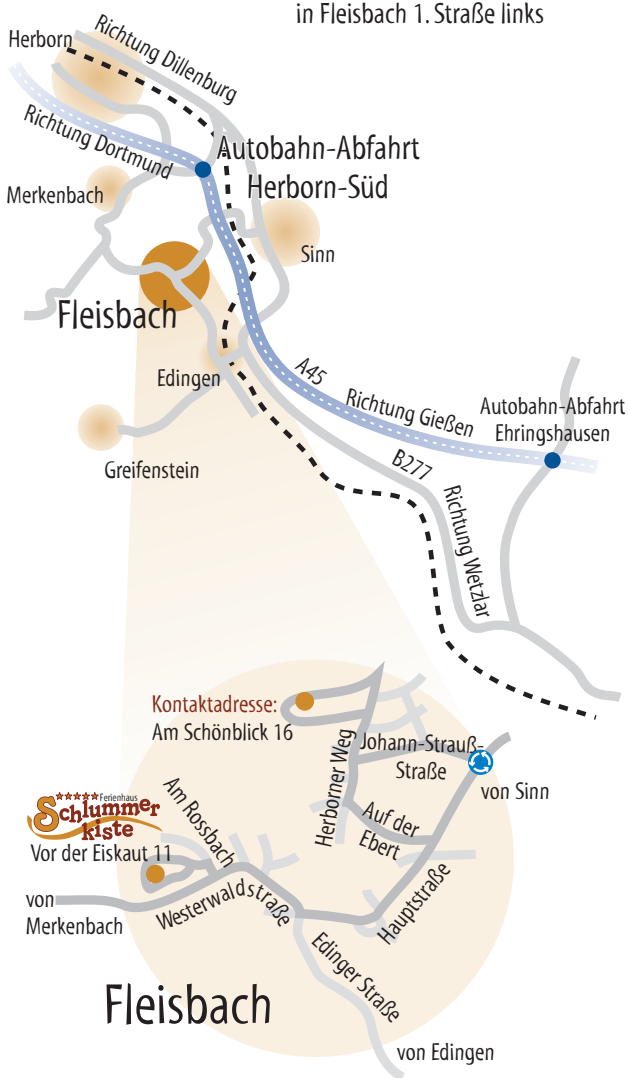 in Fleisbach 1. Straße links
Herborn
Richtung Dillenburg
Richtung Dortmund
Autobahn-Abfahrt
Herborn-Süd
Merkenbach
Sinn
Fleisbach
Edingen
A45
Richtung Gießen
Autobahn-Abfahrt
Ehringshausen
Greifenstein
B277
Richtung Wetzlar
Kontaktadresse:
Am Schönblick 16
Herborner Weg
Johann-Strauß-
Straße
von Sinn
Ferienhaus
Schlummer
kiste
Vor der Eiskaut 11
Am Rossbach
Auf der
Ebert
von
Merkenbach
Westerwaldstraße
Hauptstraße
Edinger Straße
Fleisbach
von Edingen